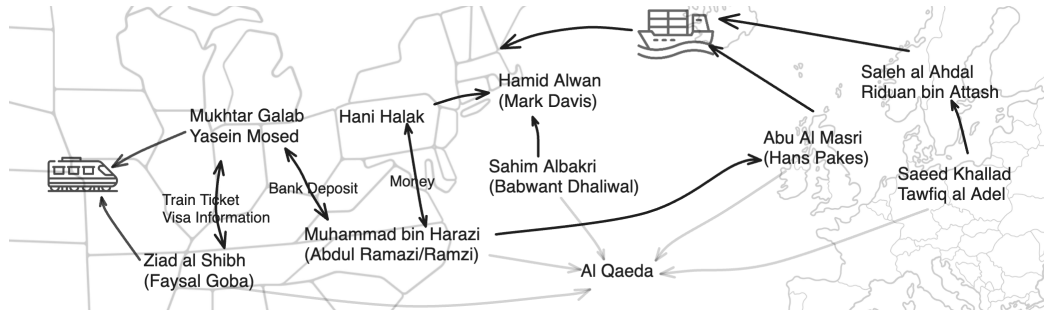 Hamid Alwan
(Mark Davis)
Saleh al Ahdal
Riduan bin Attash
Mukhtar Galab
Yasein Mosed
Hani Halak
Abu Al Masri
(Hans Pakes)
Sahim Albakri
(Babwant Dhaliwal)
Saeed Khallad
Tawfiq al Adel
Train Ticket
Visa Information
Bank Deposit
Money
Muhammad bin Harazi
(Abdul Ramazi/Ramzi)
Ziad al Shibh
(Faysal Goba)
Al Qaeda